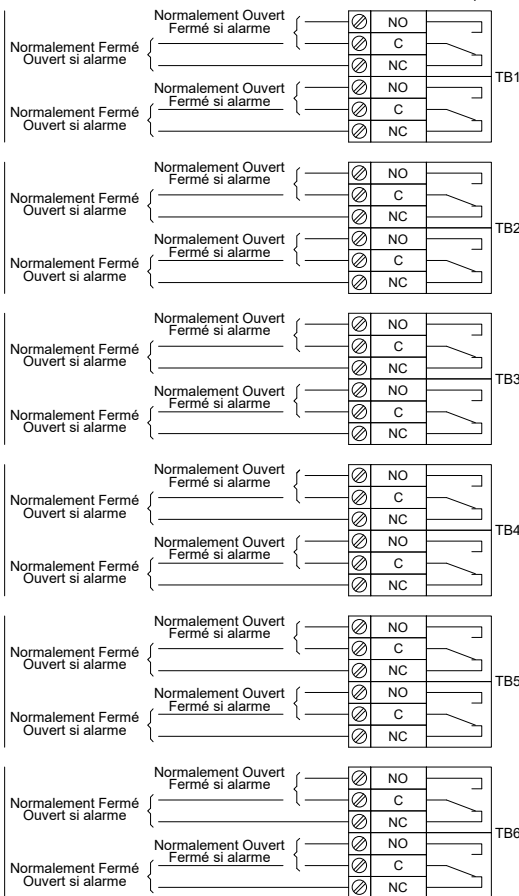 Normalement Ouvert
Fermé si alarme
NO
Normalement Fermé
Ouvert si alarme
C
NC
TB1
Normalement Ouvert
Fermé si alarme
NO
Normalement Fermé
Ouvert si alarme
C
NC
Normalement Ouvert
Fermé si alarme
NO
Normalement Fermé
Ouvert si alarme
C
NC
TB2
Normalement Ouvert
Fermé si alarme
NO
Normalement Fermé
Ouvert si alarme
C
NC
Normalement Ouvert
Fermé si alarme
NO
Normalement Fermé
Ouvert si alarme
C
NC
TB3
Normalement Ouvert
Fermé si alarme
NO
Normalement Fermé
Ouvert si alarme
C
NC
Normalement Ouvert
Fermé si alarme
NO
Normalement Fermé
Ouvert si alarme
C
NC
TB4
Normalement Ouvert
Fermé si alarme
NO
Normalement Fermé
Ouvert si alarme
C
NC
Normalement Ouvert
Fermé si alarme
NO
Normalement Fermé
Ouvert si alarme
C
NC
TB5
Normalement Ouvert
Fermé si alarme
NO
Normalement Fermé
Ouvert si alarme
C
NC
Normalement Ouvert
Fermé si alarme
NO
Normalement Fermé
Ouvert si alarme
C
NC
TB6
Normalement Ouvert
Fermé si alarme
NO
Normalement Fermé
Ouvert si alarme
C
NC